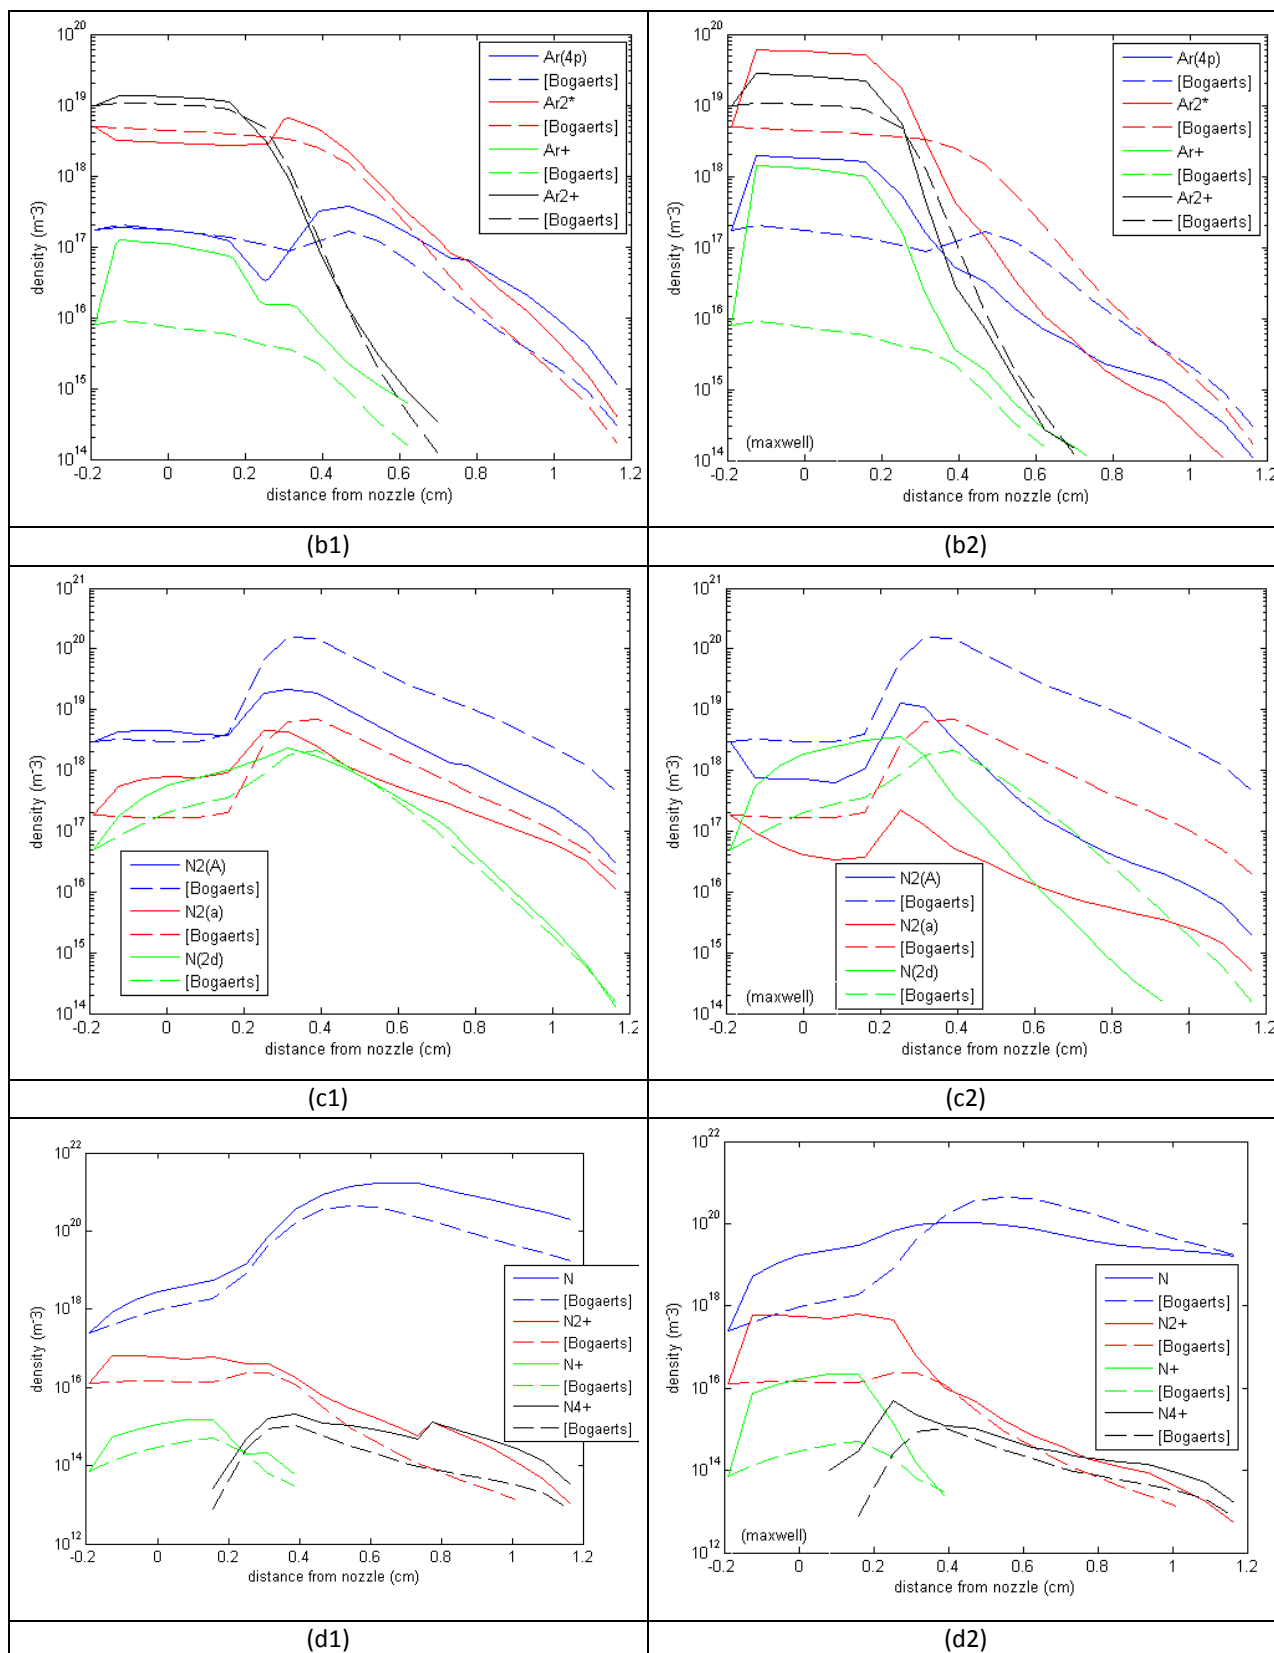 10^20
10^19
10^18
10^17
10^16
10^15
10^14
density (m^-3)
Ar(4p)
[Bogaerts]
Ar2*
[Bogaerts]
Ar+
[Bogaerts]
Ar2+
[Bogaerts]
-0.2 0 0.2 0.4 0.6 0.8 1 1.2
distance from nozzle (cm)
10^20
10^19
10^18
10^17
10^16
10^15
10^14
density (m^-3)
Ar(4p)
[Bogaerts]
Ar2*
[Bogaerts]
Ar+
[Bogaerts]
Ar2+
[Bogaerts]
(maxwell)
-0.2 0 0.2 0.4 0.6 0.8 1 1.2
distance from nozzle (cm)
(b1)
(b2)
10^21
10^20
10^19
10^18
10^17
10^16
10^15
10^14
density (m^-3)
N2(A)
[Bogaerts]
N2(a)
[Bogaerts]
N(2d)
[Bogaerts]
-0.2 0 0.2 0.4 0.6 0.8 1 1.2
distance from nozzle (cm)
10^21
10^20
10^19
10^18
10^17
10^16
10^15
10^14
density (m^-3)
N2(A)
[Bogaerts]
N2(a)
[Bogaerts]
N(2d)
[Bogaerts]
(maxwell)
-0.2 0 0.2 0.4 0.6 0.8 1 1.2
distance from nozzle (cm)
(c1)
(c2)
10^22
10^20
10^18
10^16
10^14
10^12
density (m^-3)
N
[Bogaerts]
N2+
[Bogaerts]
N+
[Bogaerts]
N4+
[Bogaerts]
-0.2 0 0.2 0.4 0.6 0.8 1 1.2
distance from nozzle (cm)
10^22
10^20
10^18
10^16
10^14
10^12
density (m^-3)
N
[Bogaerts]
N2+
[Bogaerts]
N+
[Bogaerts]
N4+
[Bogaerts]
(maxwell)
-0.2 0 0.2 0.4 0.6 0.8 1 1.2
distance from nozzle (cm)
(d1)
(d2)